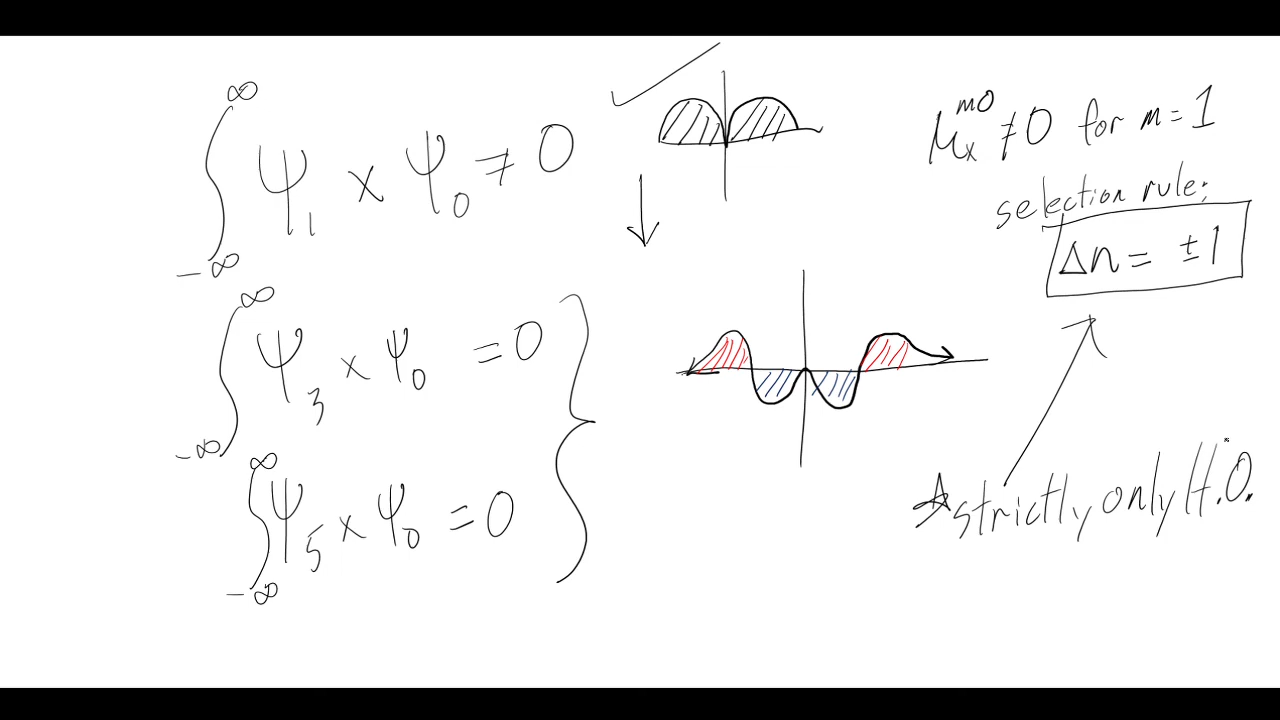 ∫_{-∞}^{∞} ψ₁ x ψ₀ ≠ 0
∫_{-∞}^{∞} ψ₃ x ψ₀ = 0
∫_{-∞}^{∞} ψ₅ x ψ₀ = 0
μₓ^{m0} ≠ 0 for m = 1
selection rule:
Δn = ±1
☆ strictly only H.O.